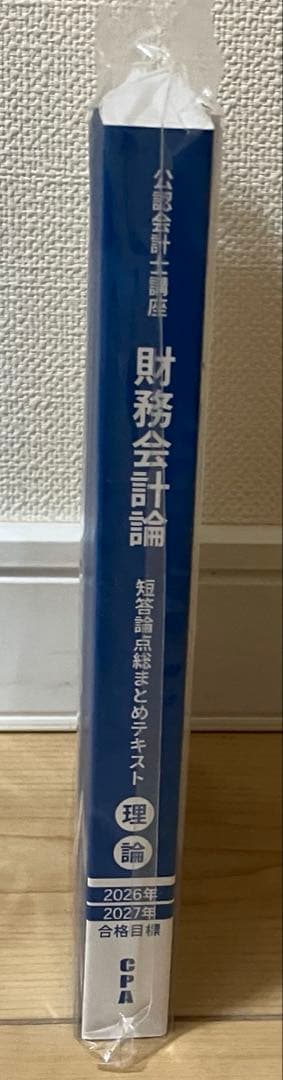 公認会計士講座
財務会計論
短答論点総まとめテキスト
理
論
2026年
2027年
合格目標
CPA